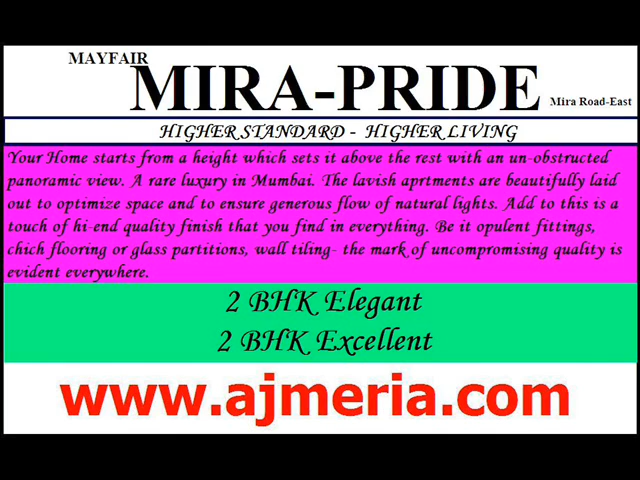 MAYFAIR
MIRA-PRIDE
Mira Road-East
HIGHER STANDARD - HIGHER LIVING
Your Home starts from a height which sets it above the rest with an un-obstructed
panoramic view. A rare luxury in Mumbai. The lavish aprtments are beautifully laid
out to optimize space and to ensure generous flow of natural lights. Add to this is a
touch of hi-end quality finish that you find in everything. Be it opulent fittings,
chich flooring or glass partitions, wall tiling- the mark of uncompromising quality is
evident everywhere.
2 BHK Elegant
2 BHK Excellent
www.ajmeria.com